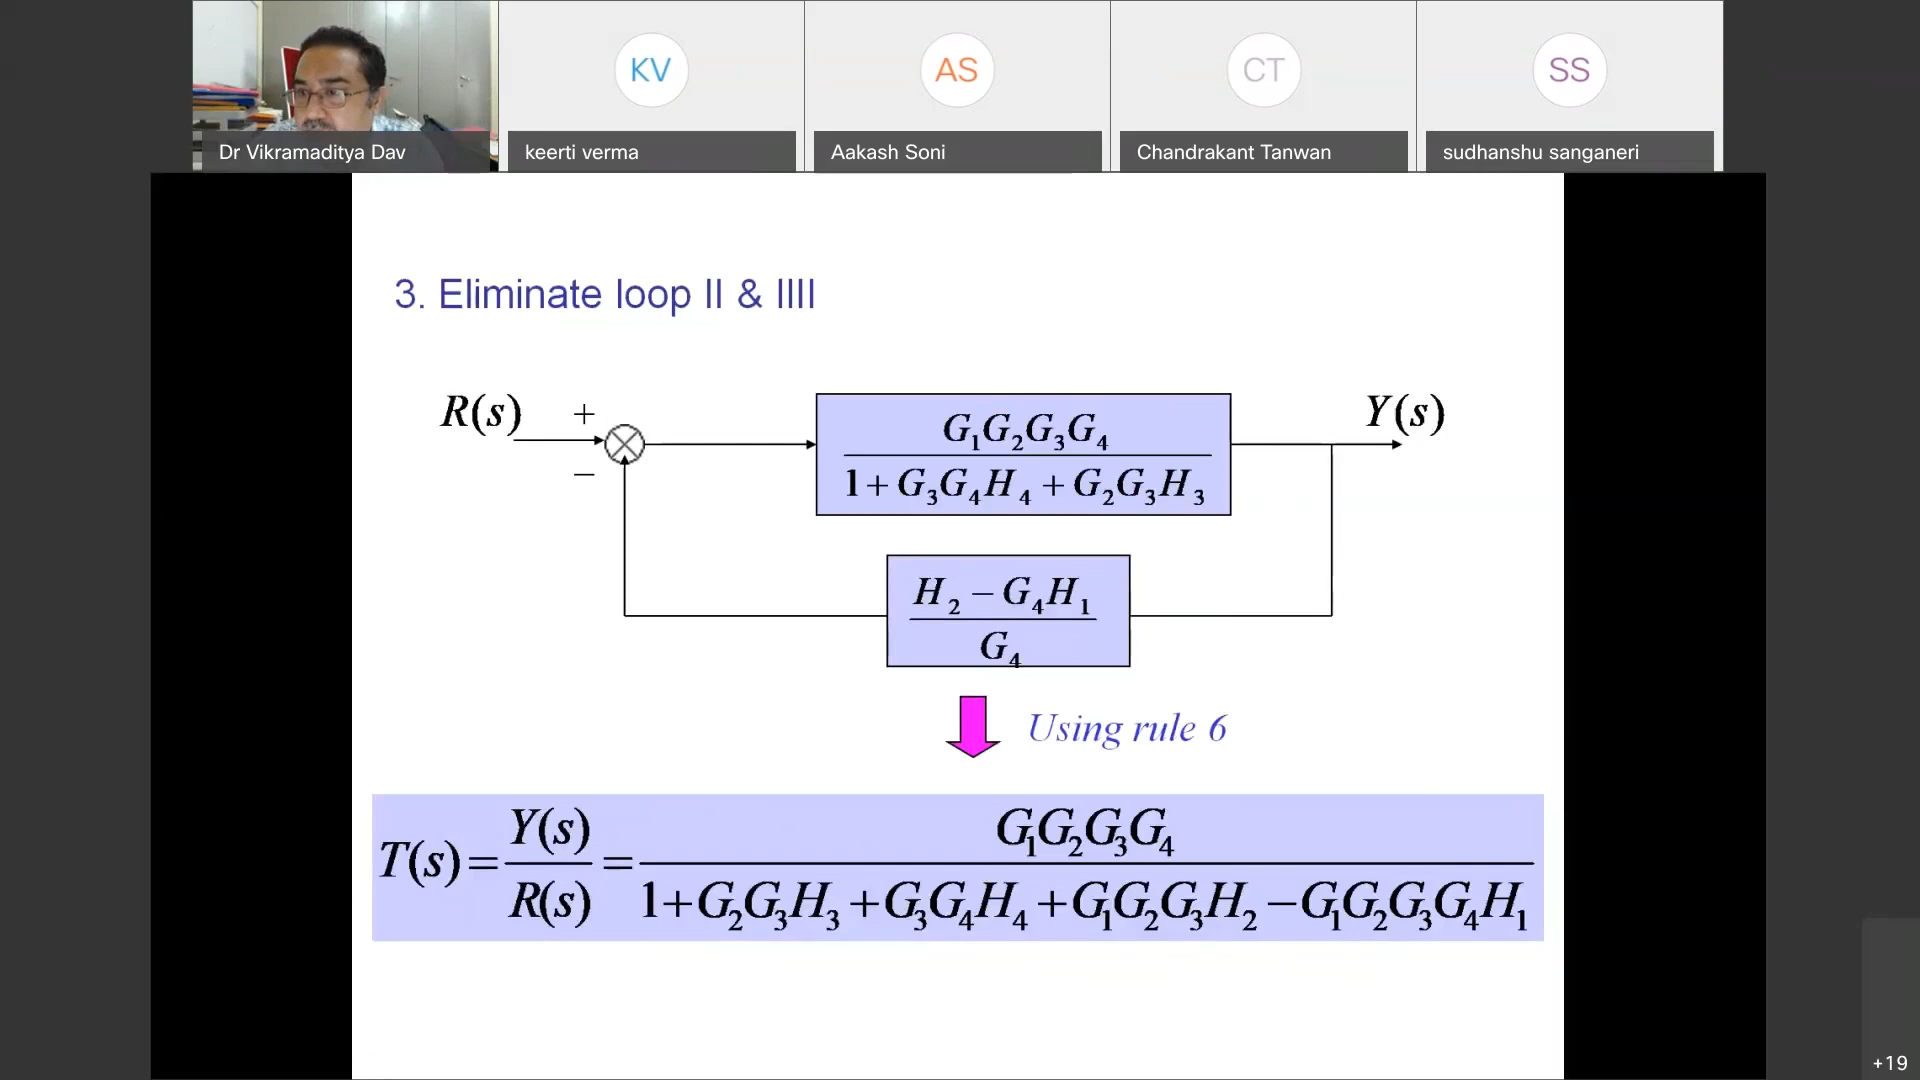 KV
AS
CT
SS
Dr Vikramaditya Dav
keerti verma
Aakash Soni
Chandrakant Tanwan
sudhanshu sanganeri
3. Eliminate loop II & IIII
R(s)
+
−
G₁G₂G₃G₄
1+G₃G₄H₄+G₂G₃H₃
Y(s)
H₂−G₄H₁
G₄
Using rule 6
T(s)=Y(s)/R(s)=G₁G₂G₃G₄/1+G₂G₃H₃+G₃G₄H₄+G₁G₂G₃H₂−G₁G₂G₃G₄H₁
+19